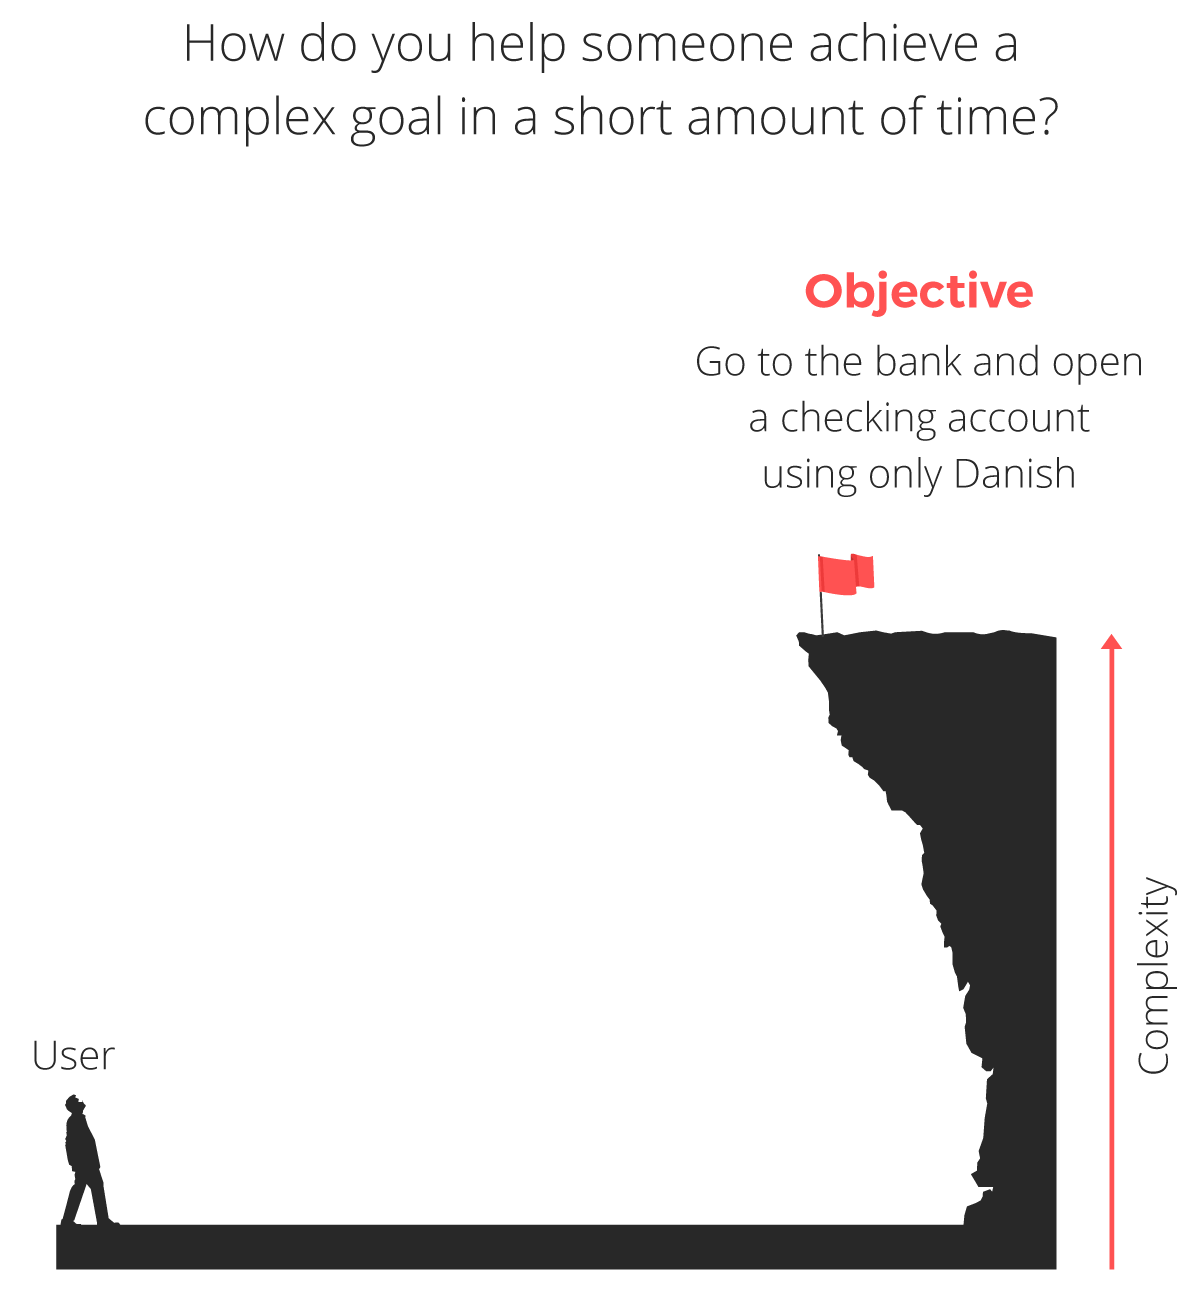 How do you help someone achieve a
complex goal in a short amount of time?
Objective
Go to the bank and open
a checking account
using only Danish
User
Complexity